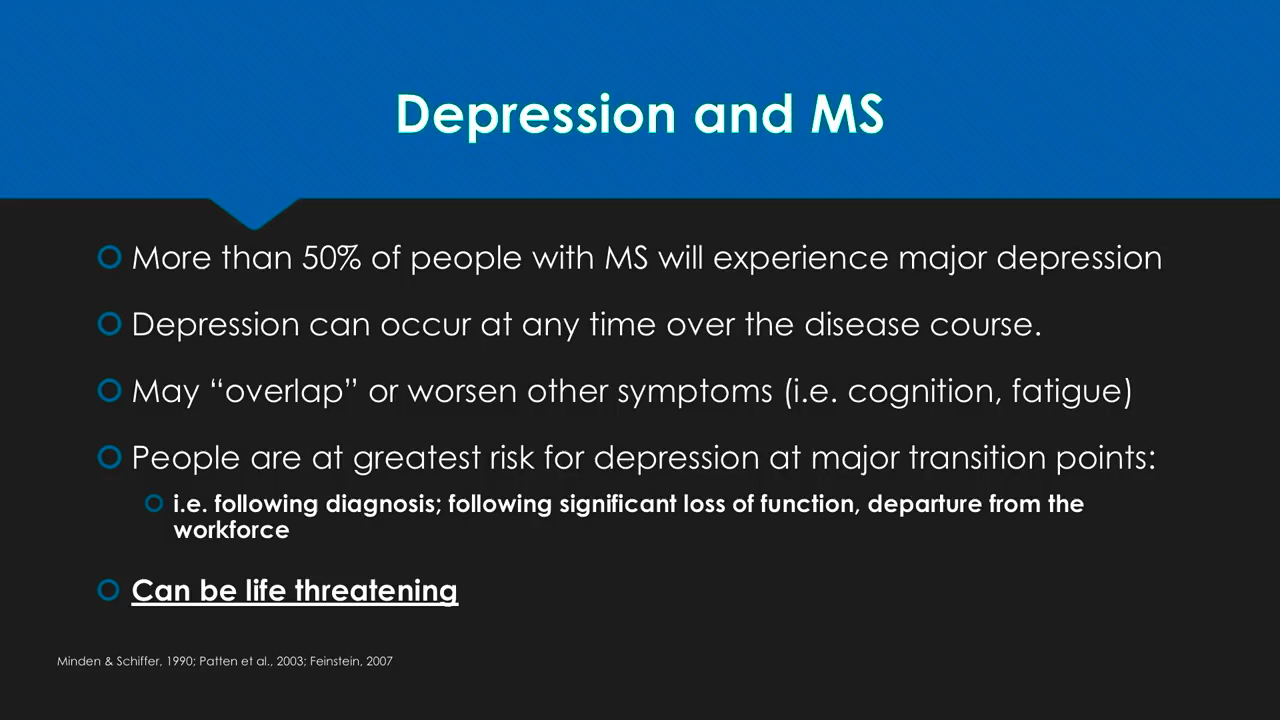 Depression and MS
More than 50% of people with MS will experience major depression
Depression can occur at any time over the disease course.
May “overlap” or worsen other symptoms (i.e. cognition, fatigue)
People are at greatest risk for depression at major transition points:
i.e. following diagnosis; following significant loss of function, departure from the
workforce
Can be life threatening
Minden & Schiffer, 1990; Patten et al., 2003; Feinstein, 2007